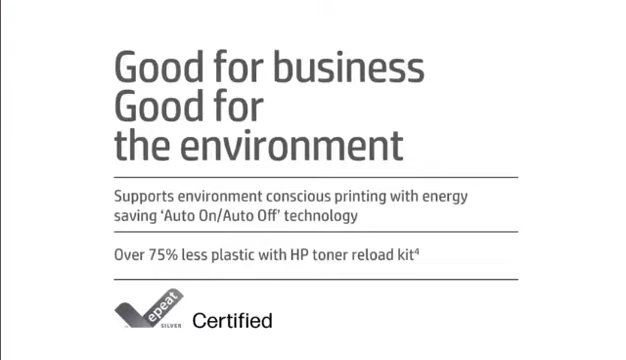 Good for business
Good for
the environment
Supports environment conscious printing with energy
saving ‘Auto On/Auto Off’ technology
Over 75% less plastic with HP toner reload kit⁴
epeat
SILVER
Certified